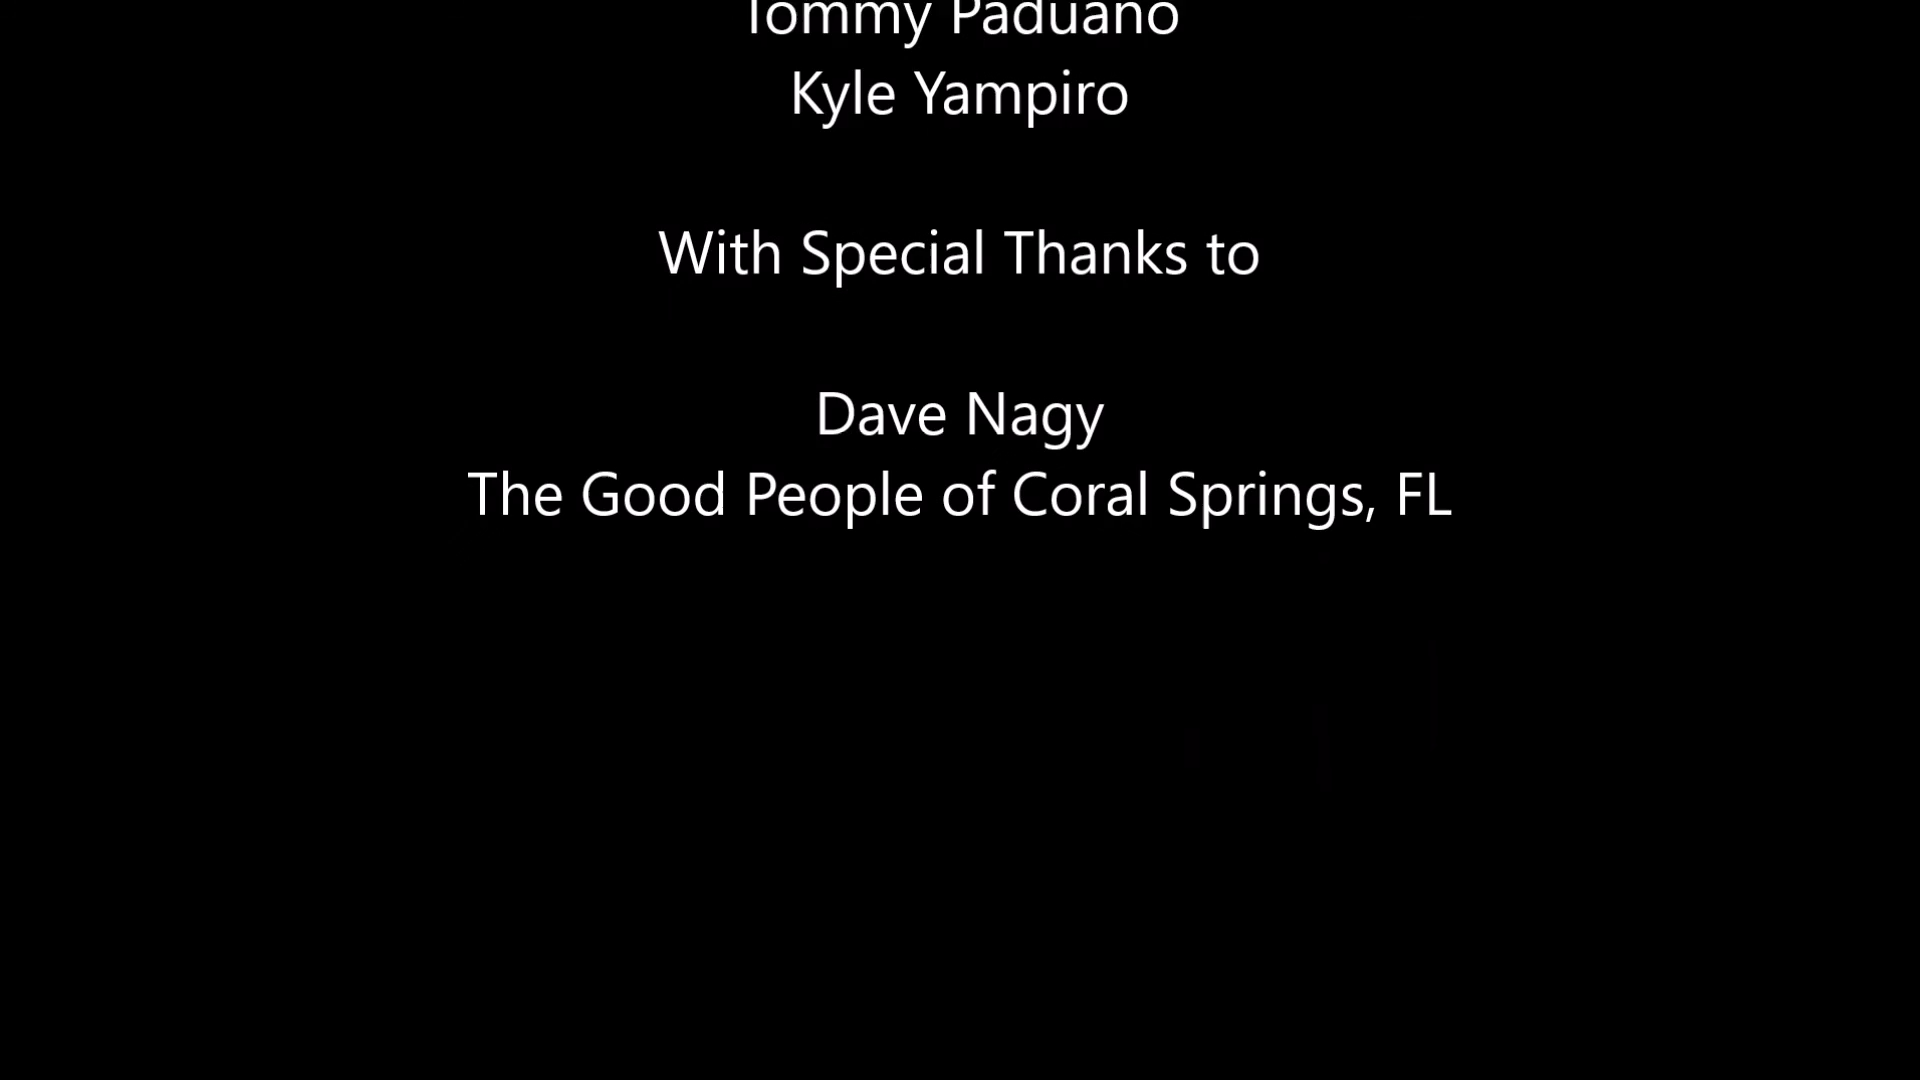 Tommy Paduano
Kyle Yampiro
With Special Thanks to
Dave Nagy
The Good People of Coral Springs, FL